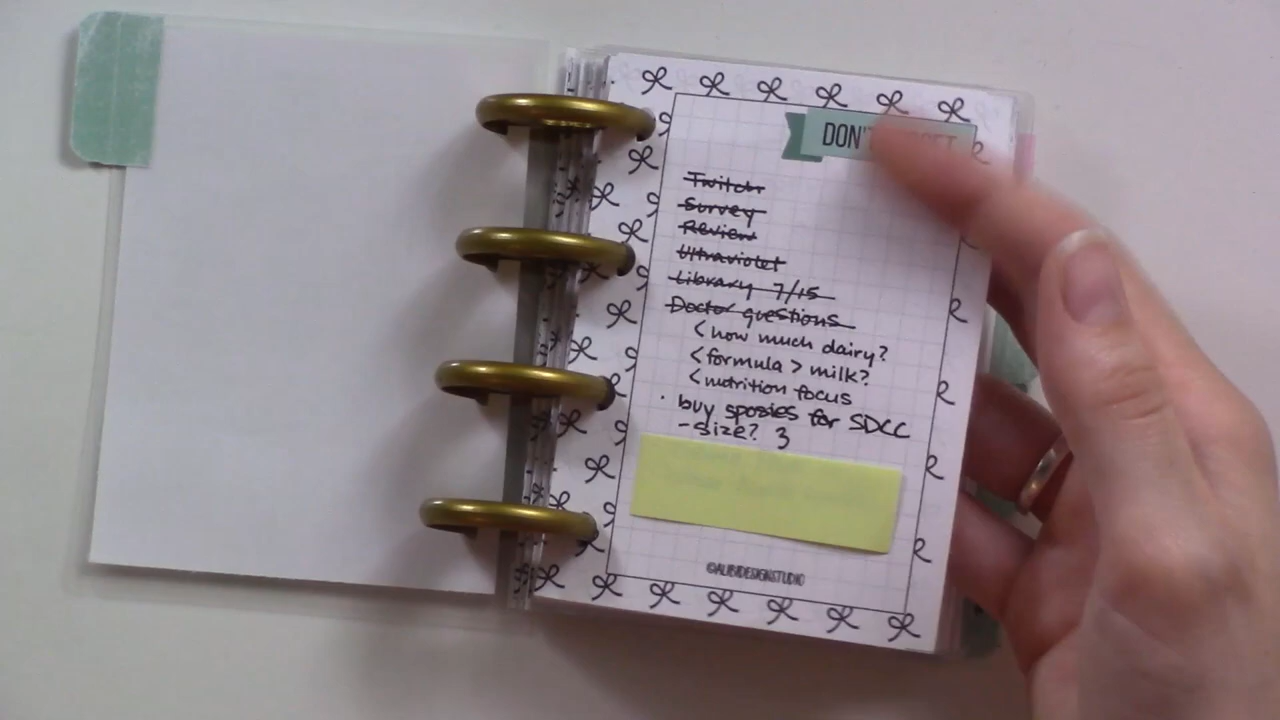 DON'T
Twitch
Survey
Review
Ultraviolet
Library 7/15
Doctor questions
<how much dairy?
<formula > milk?
<nutrition focus
· buy sposies for SDCC
-size? 3
©ALIBIDESIGNSTUDIO